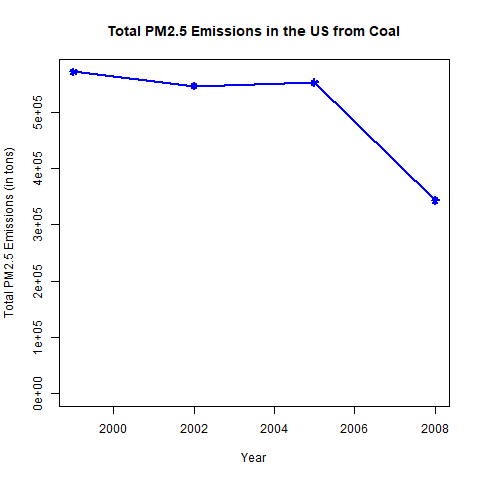 Total PM2.5 Emissions in the US from Coal
Total PM2.5 Emissions (in tons)
5e+05
4e+05
3e+05
2e+05
1e+05
0e+00
2000 2002 2004 2006 2008
Year